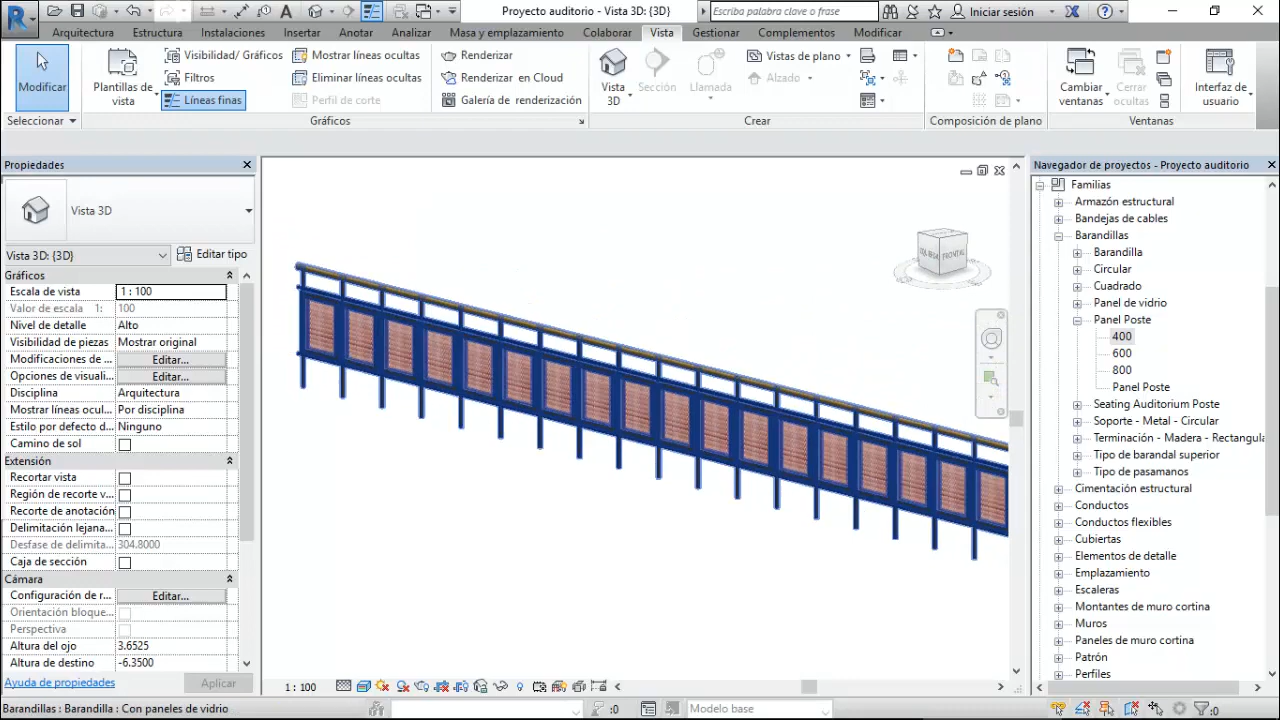 Proyecto auditorio - Vista 3D: {3D}
Escriba palabra clave o frase
Iniciar sesión
Arquitectura
Estructura
Instalaciones
Insertar
Anotar
Analizar
Masa y emplazamiento
Colaborar
Vista
Gestionar
Complementos
Modificar
Modificar
Seleccionar
Plantillas de vista
Visibilidad/ Gráficos
Filtros
Líneas finas
Mostrar líneas ocultas
Eliminar líneas ocultas
Perfil de corte
Renderizar
Renderizar en Cloud
Galería de renderización
Gráficos
Vista 3D
Sección
Llamada
Vistas de plano
Alzado
Crear
Composición de plano
Cambiar ventanas
Cerrar ocultas
Ventanas
Interfaz de usuario
Propiedades
Vista 3D
Vista 3D: {3D}
Editar tipo
Gráficos
Escala de vista 1 : 100
Valor de escala 1: 100
Nivel de detalle Alto
Visibilidad de piezas Mostrar original
Modificaciones de ... Editar...
Opciones de visuali... Editar...
Disciplina Arquitectura
Mostrar líneas ocul... Por disciplina
Estilo por defecto d... Ninguno
Camino de sol
Extensión
Recortar vista
Región de recorte v...
Recorte de anotación
Delimitación lejana...
Desfase de delimita... 304.8000
Caja de sección
Cámara
Configuración de r... Editar...
Orientación bloque...
Perspectiva
Altura del ojo 3.6525
Altura de destino -6.3500
Ayuda de propiedades
Aplicar
FRONTAL
1 : 100
Navegador de proyectos - Proyecto auditorio
Familias
Armazón estructural
Bandejas de cables
Barandillas
Barandilla
Circular
Cuadrado
Panel de vidrio
Panel Poste
400
600
800
Panel Poste
Seating Auditorium Poste
Soporte - Metal - Circular
Terminación - Madera - Rectangula
Tipo de barandal superior
Tipo de pasamanos
Cimentación estructural
Conductos
Conductos flexibles
Cubiertas
Elementos de detalle
Emplazamiento
Escaleras
Montantes de muro cortina
Muros
Paneles de muro cortina
Patrón
Perfiles
Barandillas : Barandilla : Con paneles de vidrio
:0
Modelo base
:0